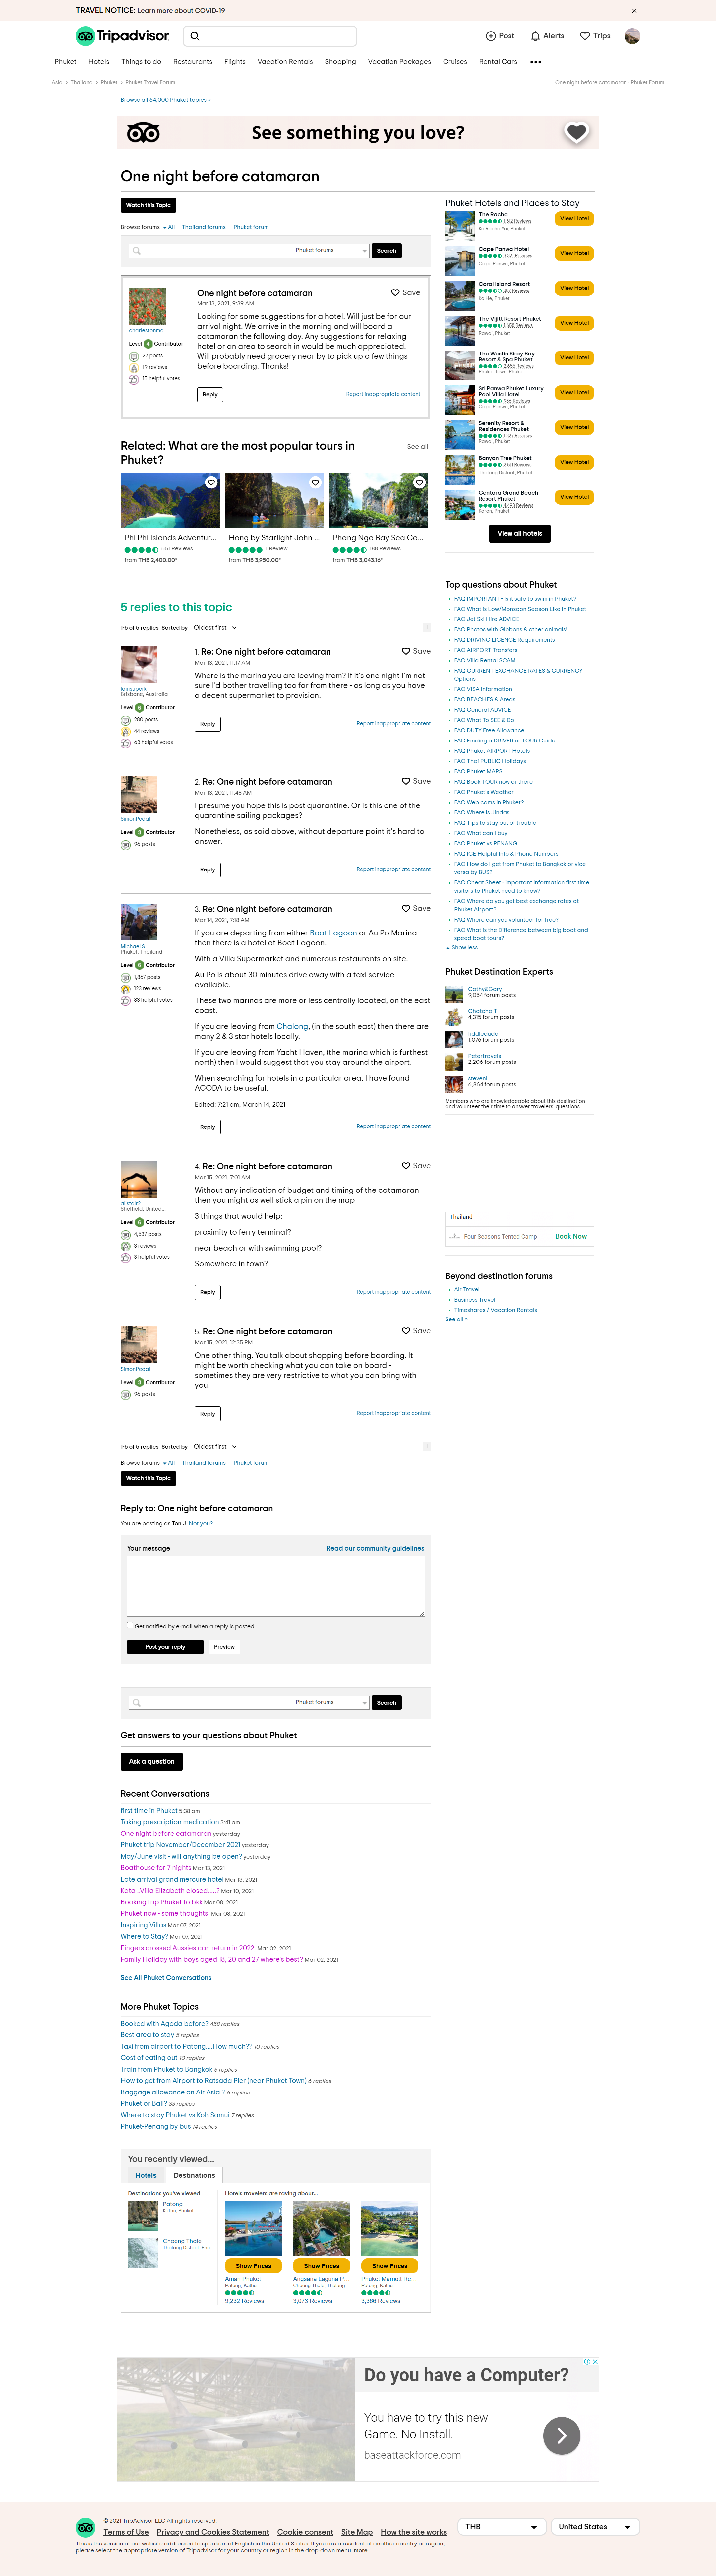 TRAVEL NOTICE: Learn more about COVID-19
Tripadvisor
Post
Alerts
Trips
Phuket Hotels Things to do Restaurants Flights Vacation Rentals Shopping Vacation Packages Cruises Rental Cars •••
Asia > Thailand > Phuket > Phuket Travel Forum
One night before catamaran - Phuket Forum
Browse all 64,000 Phuket topics »
See something you love?
One night before catamaran
Watch this Topic
Browse forums All | Thailand forums | Phuket forum
Phuket forums
Search
charlestonmo
Level 4 Contributor
27 posts
19 reviews
15 helpful votes
One night before catamaran
Save
Mar 13, 2021, 9:39 AM
Looking for some suggestions for a hotel. Will just be for our
arrival night. We arrive in the morning and will board a
catamaran the following day. Any suggestions for relaxing
hotel in or an area to stay in would be much appreciated.
Will probably need grocery near by to pick up a few things
before boarding. Thanks!
Reply
Report inappropriate content
Related: What are the most popular tours in
Phuket?
See all
Phi Phi Islands Adventur...
551 Reviews
from THB 2,400.00*
Hong by Starlight John ...
1 Review
from THB 3,950.00*
Phang Nga Bay Sea Ca...
188 Reviews
from THB 3,043.16*
5 replies to this topic
1-5 of 5 replies Sorted by Oldest first
1
iamsuperk
Brisbane, Australia
Level 6 Contributor
280 posts
44 reviews
63 helpful votes
1. Re: One night before catamaran
Save
Mar 13, 2021, 11:17 AM
Where is the marina you are leaving from? If it's one night I'm not
sure I'd bother travelling too far from there - as long as you have
a decent supermarket to provision.
Reply
Report inappropriate content
SimonPedal
Level 3 Contributor
96 posts
2. Re: One night before catamaran
Save
Mar 13, 2021, 11:48 AM
I presume you hope this is post quarantine. Or is this one of the
quarantine sailing packages?
Nonetheless, as said above, without departure point it's hard to
answer.
Reply
Report inappropriate content
Michael S
Phuket, Thailand
Level 6 Contributor
1,867 posts
123 reviews
83 helpful votes
3. Re: One night before catamaran
Save
Mar 14, 2021, 7:18 AM
If you are departing from either Boat Lagoon or Au Po Marina
then there is a hotel at Boat Lagoon.
With a Villa Supermarket and numerous restaurants on site.
Au Po is about 30 minutes drive away with a taxi service
available.
These two marinas are more or less centrally located, on the east
coast.
If you are leaving from Chalong, (in the south east) then there are
many 2 & 3 star hotels locally.
If you are leaving from Yacht Haven, (the marina which is furthest
north) then I would suggest that you stay around the airport.
When searching for hotels in a particular area, I have found
AGODA to be useful.
Edited: 7:21 am, March 14, 2021
Reply
Report inappropriate content
alistair2
Sheffield, United...
Level 6 Contributor
4,537 posts
3 reviews
3 helpful votes
4. Re: One night before catamaran
Save
Mar 15, 2021, 7:01 AM
Without any indication of budget and timing of the catamaran
then you might as well stick a pin on the map
3 things that would help:
proximity to ferry terminal?
near beach or with swimming pool?
Somewhere in town?
Reply
Report inappropriate content
SimonPedal
Level 3 Contributor
96 posts
5. Re: One night before catamaran
Save
Mar 15, 2021, 12:35 PM
One other thing. You talk about shopping before boarding. It
might be worth checking what you can take on board -
sometimes they are very restrictive to what you can bring with
you.
Reply
Report inappropriate content
1-5 of 5 replies Sorted by Oldest first
1
Browse forums All | Thailand forums | Phuket forum
Watch this Topic
Reply to: One night before catamaran
You are posting as Ton J. Not you?
Your message
Read our community guidelines
Get notified by e-mail when a reply is posted
Post your reply
Preview
Phuket forums
Search
Get answers to your questions about Phuket
Ask a question
Recent Conversations
first time in Phuket 5:38 am
Taking prescription medication 3:41 am
One night before catamaran yesterday
Phuket trip November/December 2021 yesterday
May/June visit - will anything be open? yesterday
Boathouse for 7 nights Mar 13, 2021
Late arrival grand mercure hotel Mar 13, 2021
Kata ..Villa Elizabeth closed.....? Mar 10, 2021
Booking trip Phuket to bkk Mar 08, 2021
Phuket now - some thoughts. Mar 08, 2021
Inspiring Villas Mar 07, 2021
Where to Stay? Mar 07, 2021
Fingers crossed Aussies can return in 2022. Mar 02, 2021
Family Holiday with boys aged 18, 20 and 27 where's best? Mar 02, 2021
See All Phuket Conversations
More Phuket Topics
Booked with Agoda before? 458 replies
Best area to stay 5 replies
Taxi from airport to Patong....How much?? 10 replies
Cost of eating out 10 replies
Train from Phuket to Bangkok 5 replies
How to get from Airport to Ratsada Pier (near Phuket Town) 6 replies
Baggage allowance on Air Asia ? 6 replies
Phuket or Bali? 33 replies
Where to stay Phuket vs Koh Samui 7 replies
Phuket-Penang by bus 14 replies
You recently viewed...
Hotels
Destinations
Destinations you've viewed
Patong
Kathu, Phuket
Choeng Thale
Thalang District, Phu...
Hotels travelers are raving about...
Show Prices
Amari Phuket
Patong, Kathu
9,232 Reviews
Show Prices
Angsana Laguna P...
Choeng Thale, Thalang...
3,073 Reviews
Show Prices
Phuket Marriott Re...
Patong, Kathu
3,366 Reviews
Phuket Hotels and Places to Stay
The Racha
1,612 Reviews
Ko Racha Yai, Phuket
View Hotel
Cape Panwa Hotel
3,321 Reviews
Cape Panwa, Phuket
View Hotel
Coral Island Resort
387 Reviews
Ko He, Phuket
View Hotel
The Vijitt Resort Phuket
1,658 Reviews
Rawai, Phuket
View Hotel
The Westin Siray Bay
Resort & Spa Phuket
2,655 Reviews
Phuket Town, Phuket
View Hotel
Sri Panwa Phuket Luxury
Pool Villa Hotel
936 Reviews
Cape Panwa, Phuket
View Hotel
Serenity Resort &
Residences Phuket
1,327 Reviews
Rawai, Phuket
View Hotel
Banyan Tree Phuket
2,511 Reviews
Thalang District, Phuket
View Hotel
Centara Grand Beach
Resort Phuket
4,493 Reviews
Karon, Phuket
View Hotel
View all hotels
Top questions about Phuket
FAQ IMPORTANT - Is it safe to swim in Phuket?
FAQ What is Low/Monsoon Season Like in Phuket
FAQ Jet Ski Hire ADVICE
FAQ Photos with Gibbons & other animals!
FAQ DRIVING LICENCE Requirements
FAQ AIRPORT Transfers
FAQ Villa Rental SCAM
FAQ CURRENT EXCHANGE RATES & CURRENCY
Options
FAQ VISA Information
FAQ BEACHES & Areas
FAQ General ADVICE
FAQ What To SEE & Do
FAQ DUTY Free Allowance
FAQ Finding a DRIVER or TOUR Guide
FAQ Phuket AIRPORT Hotels
FAQ Thai PUBLIC Holidays
FAQ Phuket MAPS
FAQ Book TOUR now or there
FAQ Phuket's Weather
FAQ Web cams in Phuket?
FAQ Where is Jindas
FAQ Tips to stay out of trouble
FAQ What can I buy
FAQ Phuket vs PENANG
FAQ ICE Helpful Info & Phone Numbers
FAQ How do I get from Phuket to Bangkok or vice-
versa by BUS?
FAQ Cheat Sheet - Important information first time
visitors to Phuket need to know?
FAQ Where do you get best exchange rates at
Phuket Airport?
FAQ Where can you volunteer for free?
FAQ What is the Difference between big boat and
speed boat tours?
Show less
Phuket Destination Experts
Cathy&Gary
9,054 forum posts
Chatcha T
4,315 forum posts
fiddledude
1,076 forum posts
Petertravels
2,206 forum posts
stevenl
6,864 forum posts
Members who are knowledgeable about this destination
and volunteer their time to answer travelers' questions.
Thailand
Four Seasons Tented Camp
Book Now
Beyond destination forums
Air Travel
Business Travel
Timeshares / Vacation Rentals
See all »
Do you have a Computer?
You have to try this new
Game. No Install.
baseattackforce.com
© 2021 TripAdvisor LLC All rights reserved.
Terms of Use Privacy and Cookies Statement Cookie consent Site Map How the site works
This is the version of our website addressed to speakers of English in the United States. If you are a resident of another country or region,
please select the appropriate version of Tripadvisor for your country or region in the drop-down menu. more
THB
United States